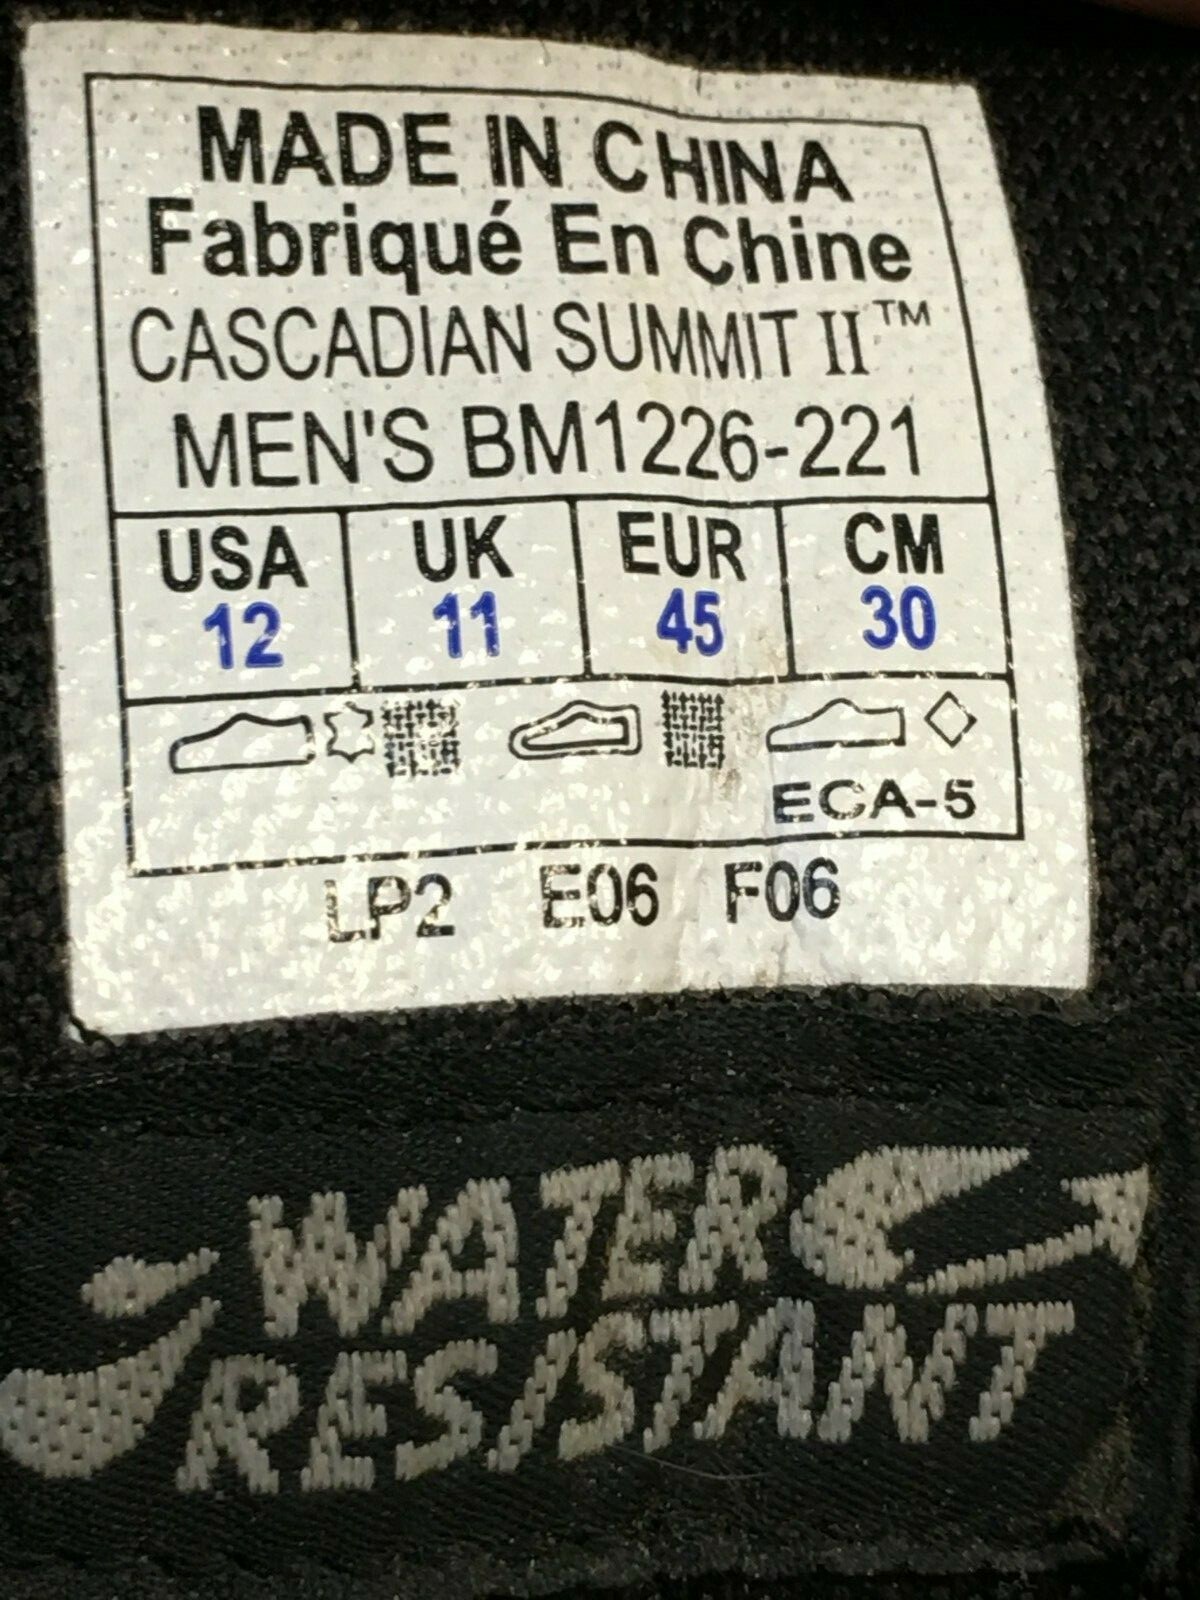 MADE IN CHINA
Fabriqué En Chine
CASCADIAN SUMMIT II™
MEN'S BM1226-221
USA UK EUR CM
12 11 45 30
ECA-5
LP2 E06 F06
WATER
RESISTANT